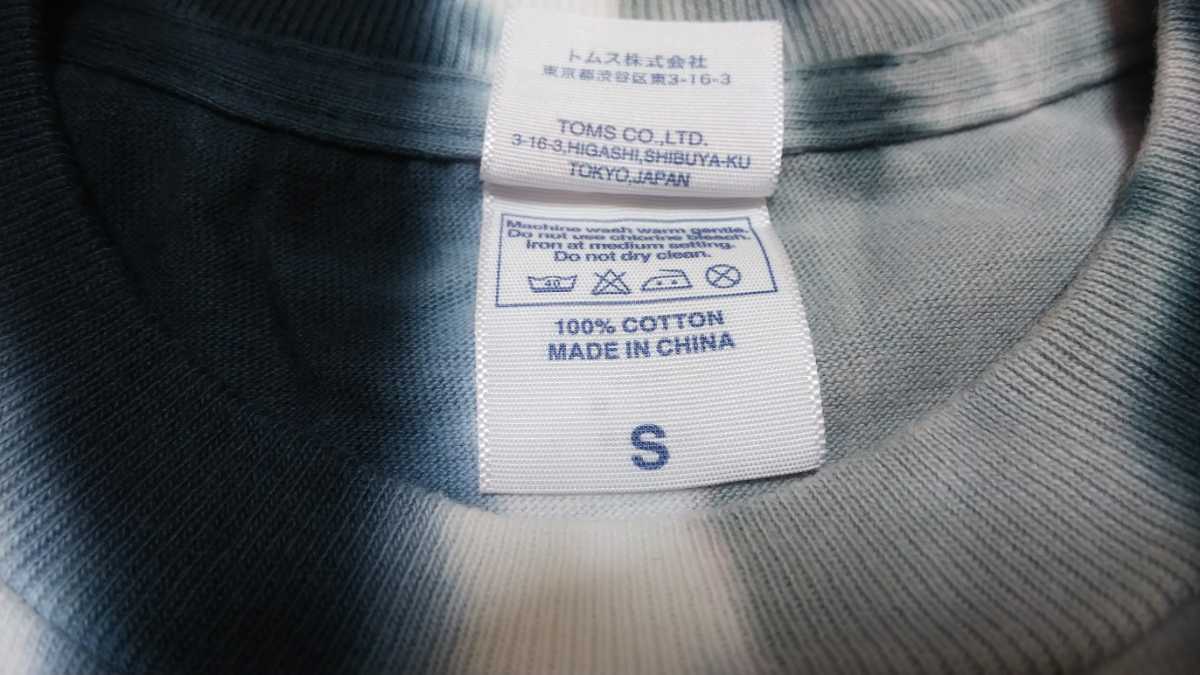 トムス株式会社
東京都渋谷区東3-16-3
TOMS CO.,LTD.
3-16-3,HIGASHI,SHIBUYA-KU
TOKYO,JAPAN
Machine wash warm gentle.
Do not use chlorine bleach.
Iron at medium setting.
Do not dry clean.
40
100% COTTON
MADE IN CHINA
S